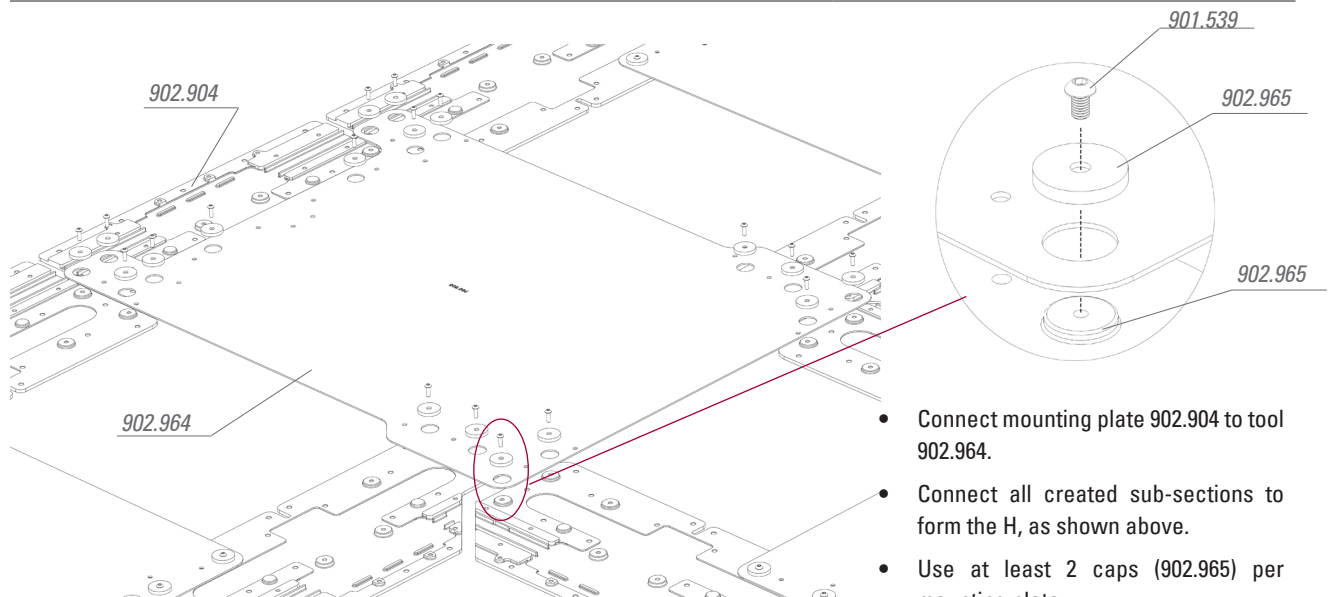 901.539
902.904
902.965
902.965
902.964
• Connect mounting plate 902.904 to tool
902.964.
• Connect all created sub-sections to
form the H, as shown above.
• Use at least 2 caps (902.965) per